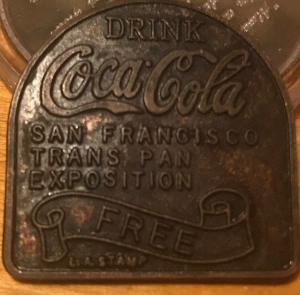 DRINK
Coca-Cola
SAN FRANCISCO
TRANS PAN
EXPOSITION
FREE
L.A. STAMP